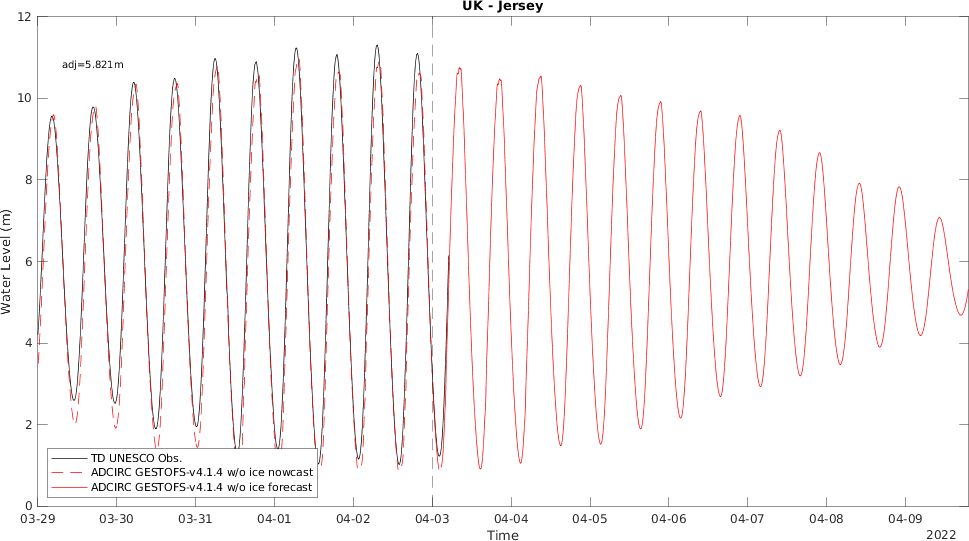 UK - Jersey
12
10
8
6
4
2
0
Water Level (m)
adj=5.821m
TD UNESCO Obs.
ADCIRC GESTOFS-v4.1.4 w/o ice nowcast
ADCIRC GESTOFS-v4.1.4 w/o ice forecast
03-29 03-30 03-31 04-01 04-02 04-03 04-04 04-05 04-06 04-07 04-08 04-09
Time
2022